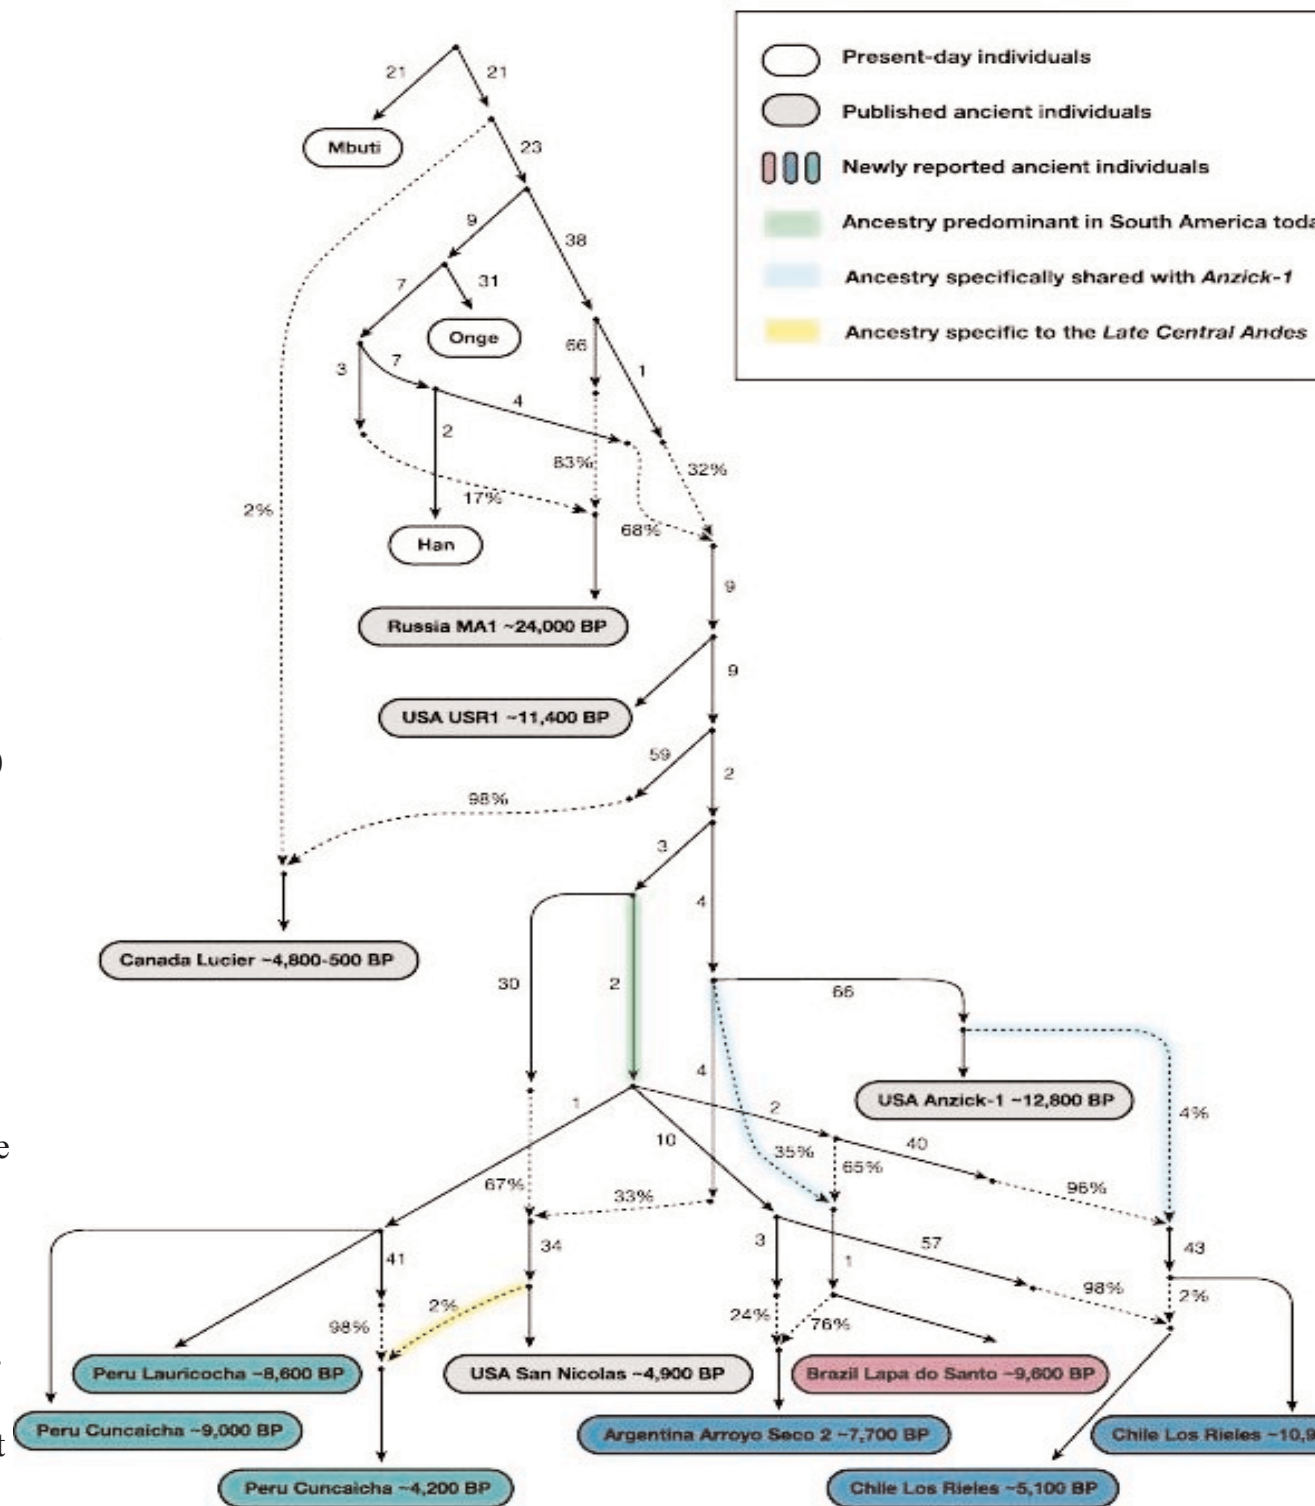 21
21
Mbuti
23
9
38
7
31
Onge
66
1
3
7
4
2
83%
32%
17%
68%
2%
Han
9
Russia MA1 ~24,000 BP
9
USA USR1 ~11,400 BP
59
2
98%
3
4
Canada Lucier ~4,800-500 BP
30
2
66
4
USA Anzick-1 ~12,800 BP
1
2
4%
10
40
35%
65%
67%
33%
96%
41
34
3
57
43
1
2%
98%
2%
98%
24%
76%
Peru Lauricocha ~8,600 BP
USA San Nicolas ~4,900 BP
Brazil Lapa do Santo ~9,600 BP
Peru Cuncaicha ~9,000 BP
Argentina Arroyo Seco 2 ~7,700 BP
Chile Los Rieles ~10,9
Peru Cuncaicha ~4,200 BP
Chile Los Rieles ~5,100 BP
Present-day individuals
Published ancient individuals
Newly reported ancient individuals
Ancestry predominant in South America toda
Ancestry specifically shared with Anzick-1
Ancestry specific to the Late Central Andes
)
e
t